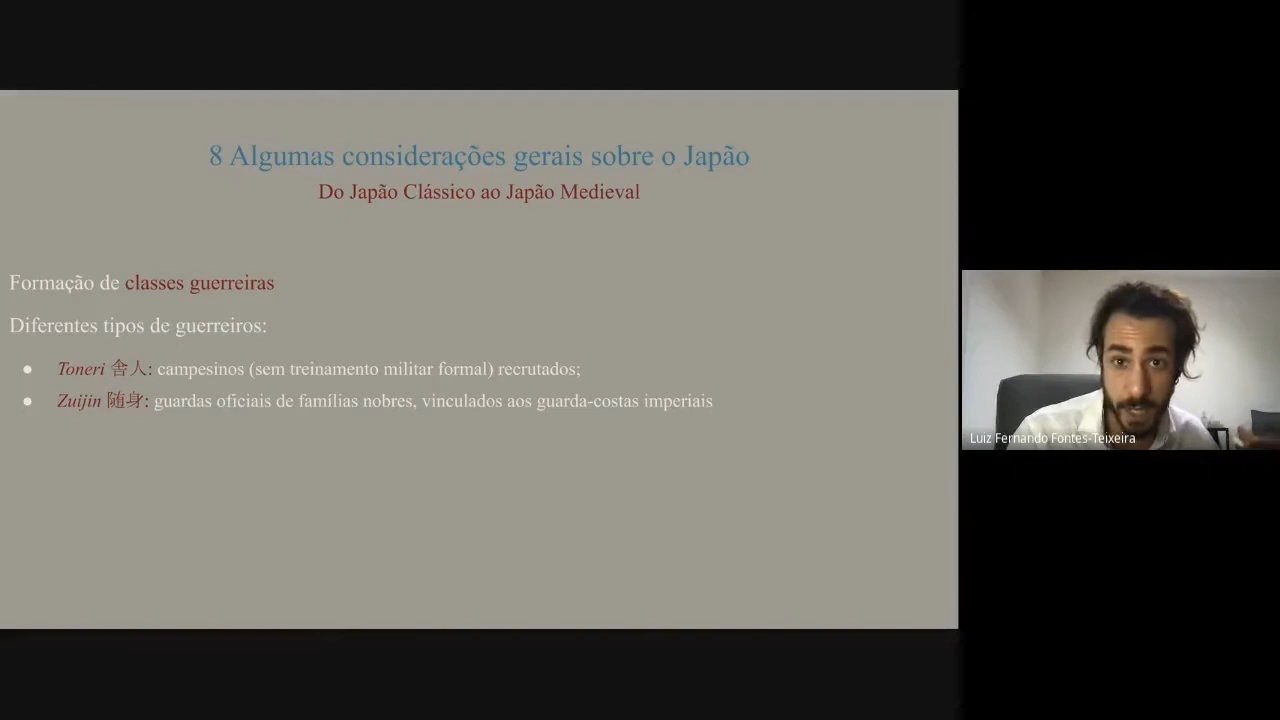 8 Algumas considerações gerais sobre o Japão
Do Japão Clássico ao Japão Medieval
Formação de classes guerreiras
Diferentes tipos de guerreiros:
● Toneri 舎人: campesinos (sem treinamento militar formal) recrutados;
● Zuijin 随身: guardas oficiais de famílias nobres, vinculados aos guarda-costas imperiais
Luiz Fernando Fontes-Teixeira